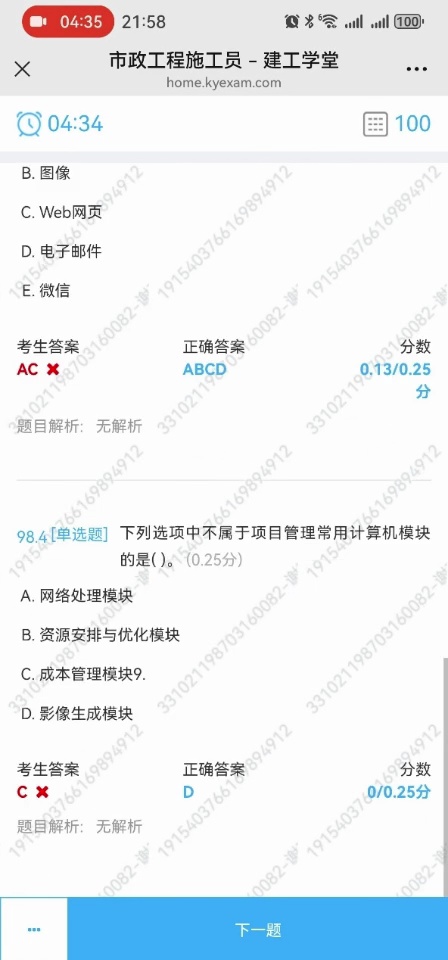 04:35 21:58 100
市政工程施工员 - 建工学堂
home.kyexam.com
04:34 100
B. 图像
C. Web网页
D. 电子邮件
E. 微信
考生答案 正确答案 分数
AC ABCD 0.13/0.25
分
题目解析: 无解析
98.4 [单选题] 下列选项中不属于项目管理常用计算机模块
的是( )。 (0.25分)
A. 网络处理模块
B. 资源安排与优化模块
C. 成本管理模块9.
D. 影像生成模块
考生答案 正确答案 分数
C D 0/0.25分
题目解析: 无解析
下一题